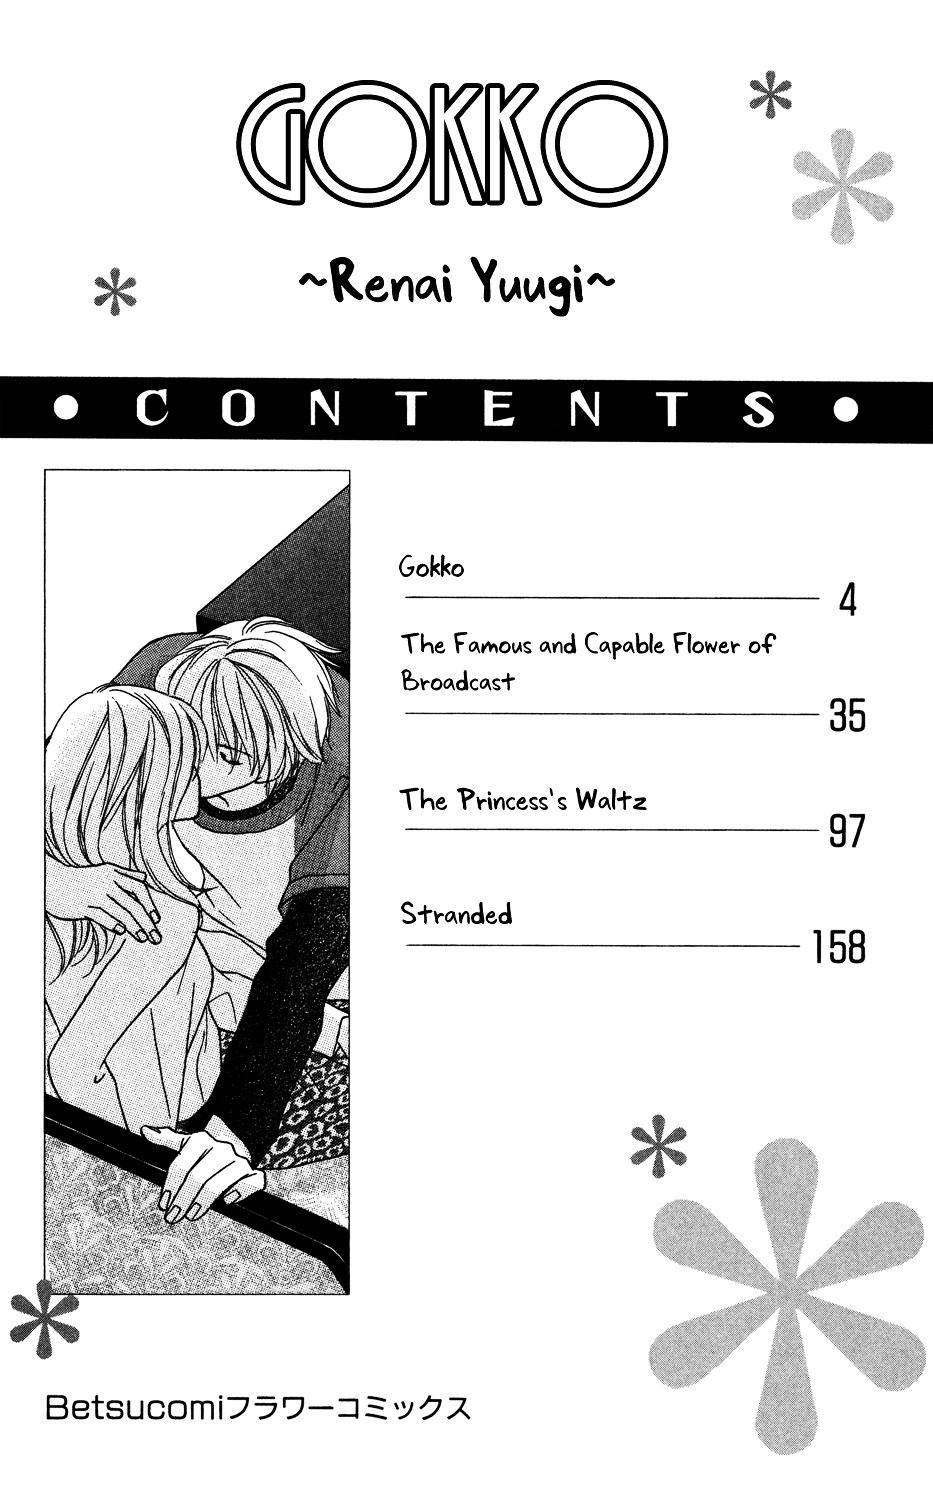 GOKKO
~Renai Yuugi~
• CONTENTS •
Gokko
4
The Famous and Capable Flower of
Broadcast
35
The Princess's Waltz
97
Stranded
158
Betsucomiフラワーコミックス